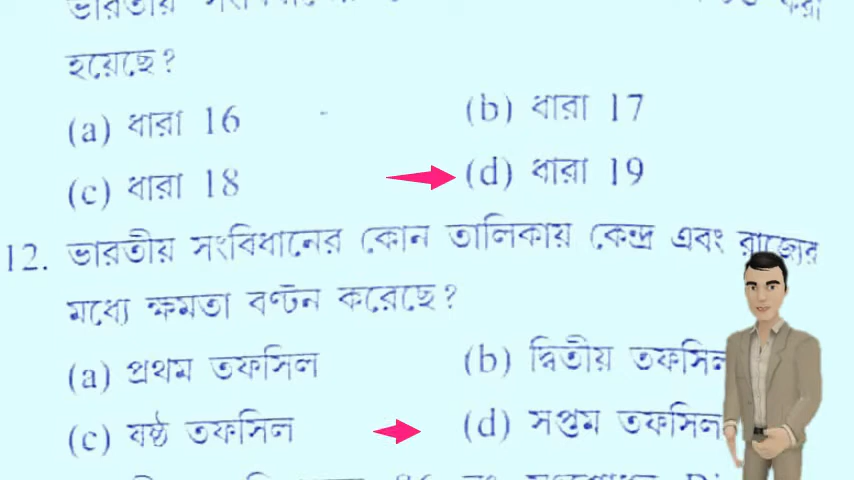 হয়েছে?
(a) ধারা 16 (b) ধারা 17
(c) ধারা 18 (d) ধারা 19
12. ভারতীয় সংবিধানের কোন তালিকায় কেন্দ্র এবং রাজ্যের
মধ্যে ক্ষমতা বণ্টন করেছে?
(a) প্রথম তফসিল (b) দ্বিতীয় তফসিল
(c) ষষ্ঠ তফসিল (d) সপ্তম তফসিল